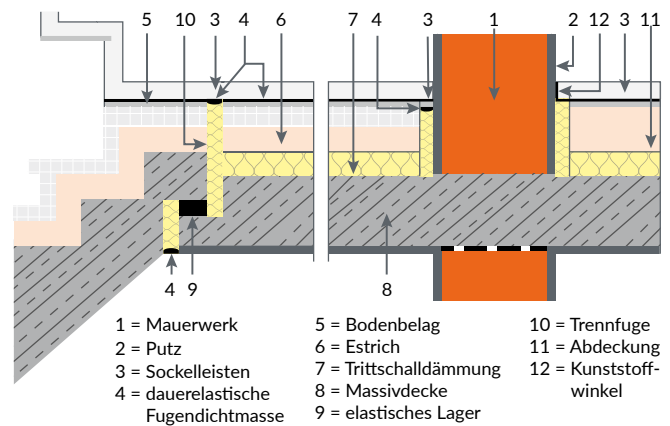 5 10 3 4 6 7 4 3 1 2 12 3 11
4 9 8
1 = Mauerwerk
2 = Putz
3 = Sockelleisten
4 = dauerelastische
Fugendichtmasse
5 = Bodenbelag
6 = Estrich
7 = Trittschalldämmung
8 = Massivdecke
9 = elastisches Lager
10 = Trennfuge
11 = Abdeckung
12 = Kunststoff-
winkel